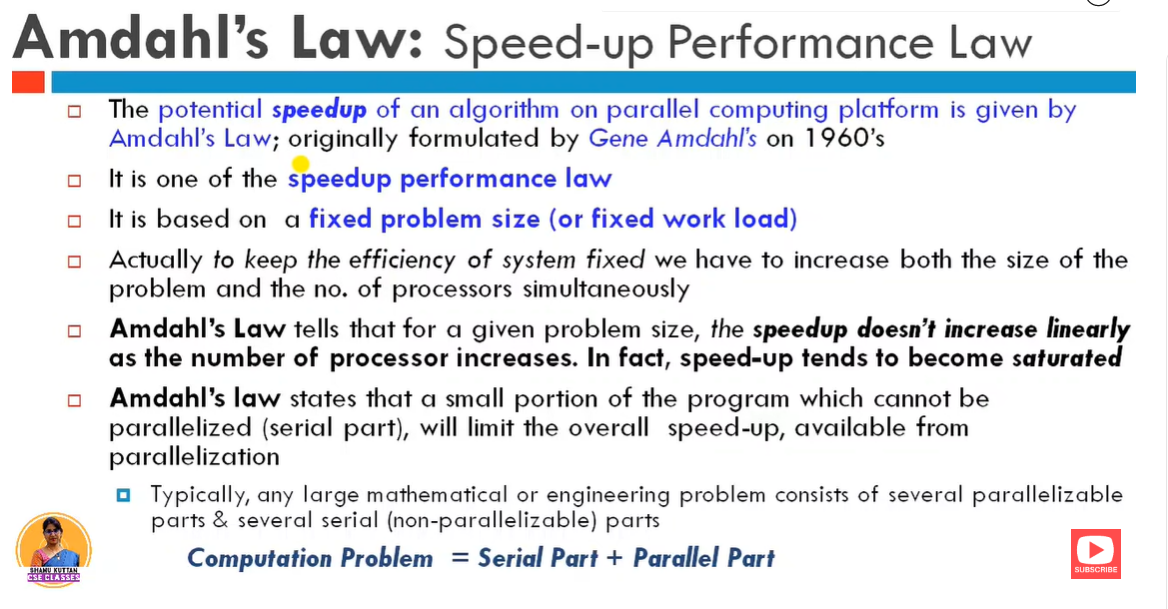 Amdahl's Law: Speed-up Performance Law
The potential speedup of an algorithm on parallel computing platform is given by
Amdahl's Law; originally formulated by Gene Amdahl's on 1960's
It is one of the speedup performance law
It is based on a fixed problem size (or fixed work load)
Actually to keep the efficiency of system fixed we have to increase both the size of the
problem and the no. of processors simultaneously
Amdahl's Law tells that for a given problem size, the speedup doesn't increase linearly
as the number of processor increases. In fact, speed-up tends to become saturated
Amdahl's law states that a small portion of the program which cannot be
parallelized (serial part), will limit the overall speed-up, available from
parallelization
Typically, any large mathematical or engineering problem consists of several parallelizable
parts & several serial (non-parallelizable) parts
Computation Problem = Serial Part + Parallel Part
SHAMU KUTTAN
CSE CLASSES
SUBSCRIBE